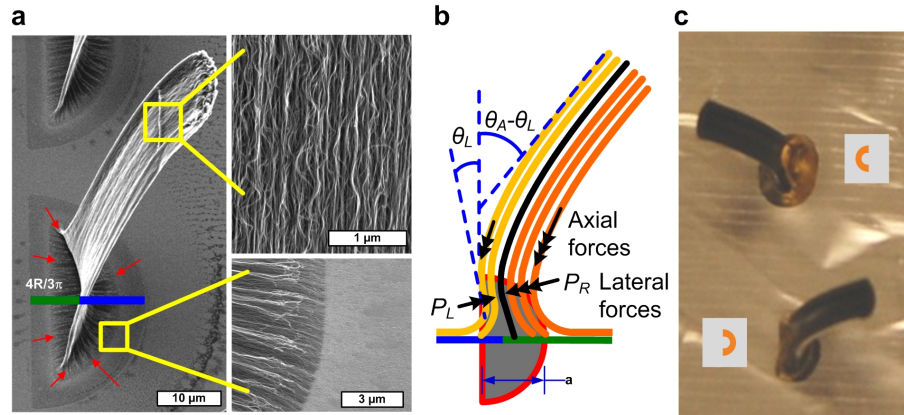 a
4R/3π
10 µm
1 µm
3 µm
b
θL
θA-θL
Axial
forces
PL
PR Lateral
forces
a
c